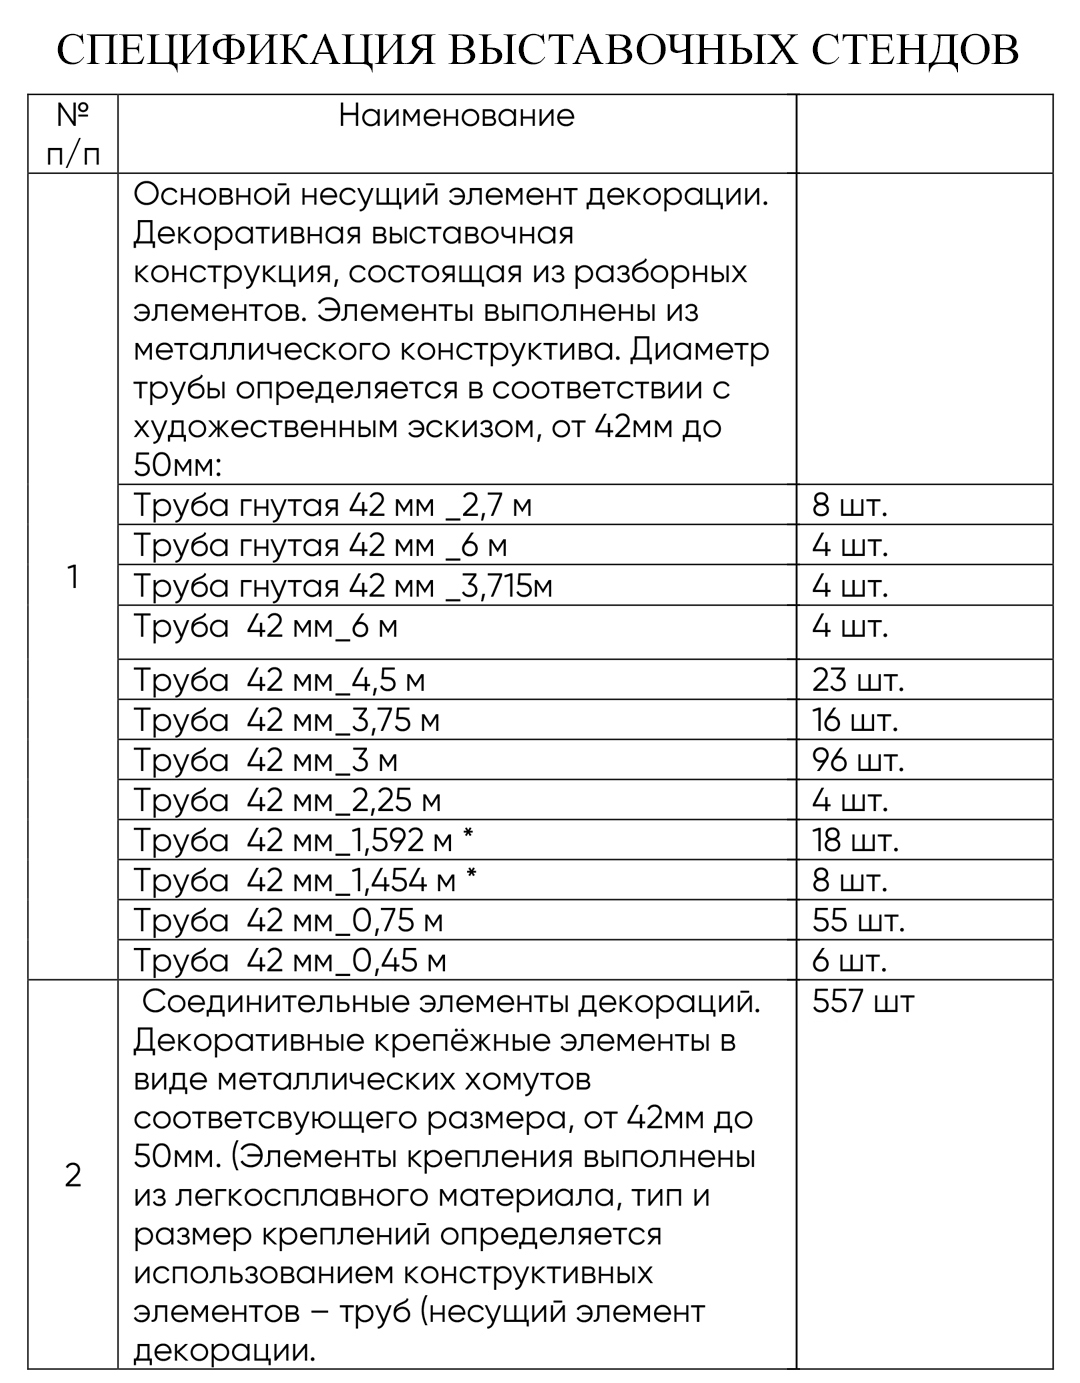 СПЕЦИФИКАЦИЯ ВЫСТАВОЧНЫХ СТЕНДОВ
№ Наименование
п/п
Основной несущий элемент декорации.
Декоративная выставочная
конструкция, состоящая из разборных
элементов. Элементы выполнены из
металлического конструктива. Диаметр
трубы определяется в соответствии с
художественным эскизом, от 42мм до
50мм:
Труба гнутая 42 мм _2,7 м 8 шт.
Труба гнутая 42 мм _6 м 4 шт.
1
Труба гнутая 42 мм _3,715м 4 шт.
Труба  42 мм_6 м 4 шт.
Труба  42 мм_4,5 м 23 шт.
Труба  42 мм_3,75 м 16 шт.
Труба  42 мм_3 м 96 шт.
Труба  42 мм_2,25 м 4 шт.
Труба  42 мм_1,592 м * 18 шт.
Труба  42 мм_1,454 м * 8 шт.
Труба  42 мм_0,75 м 55 шт.
Труба  42 мм_0,45 м 6 шт.
Соединительные элементы декораций. 557 шт
Декоративные крепёжные элементы в
виде металлических хомутов
соответсвующего размера, от 42мм до
50мм. (Элементы крепления выполнены
2
из легкосплавного материала, тип и
размер креплений определяется
использованием конструктивных
элементов – труб (несущий элемент
декорации.